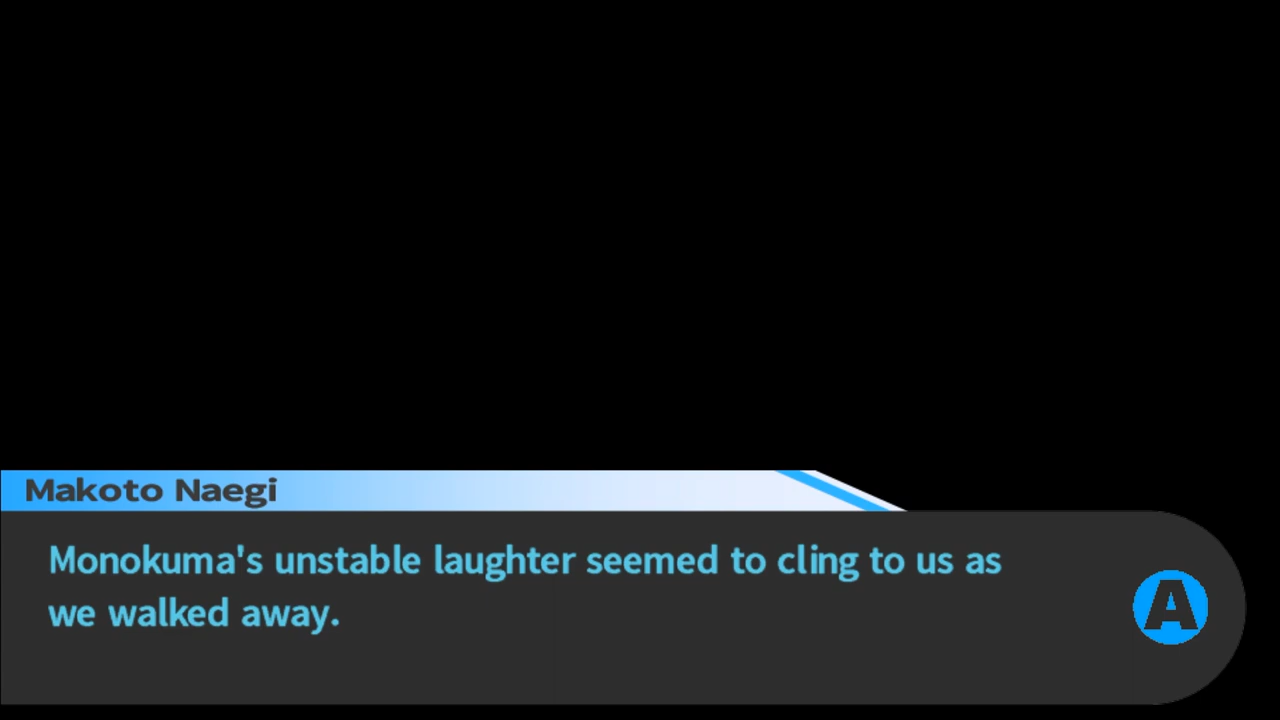 Makoto Naegi
Monokuma's unstable laughter seemed to cling to us as
we walked away.
A